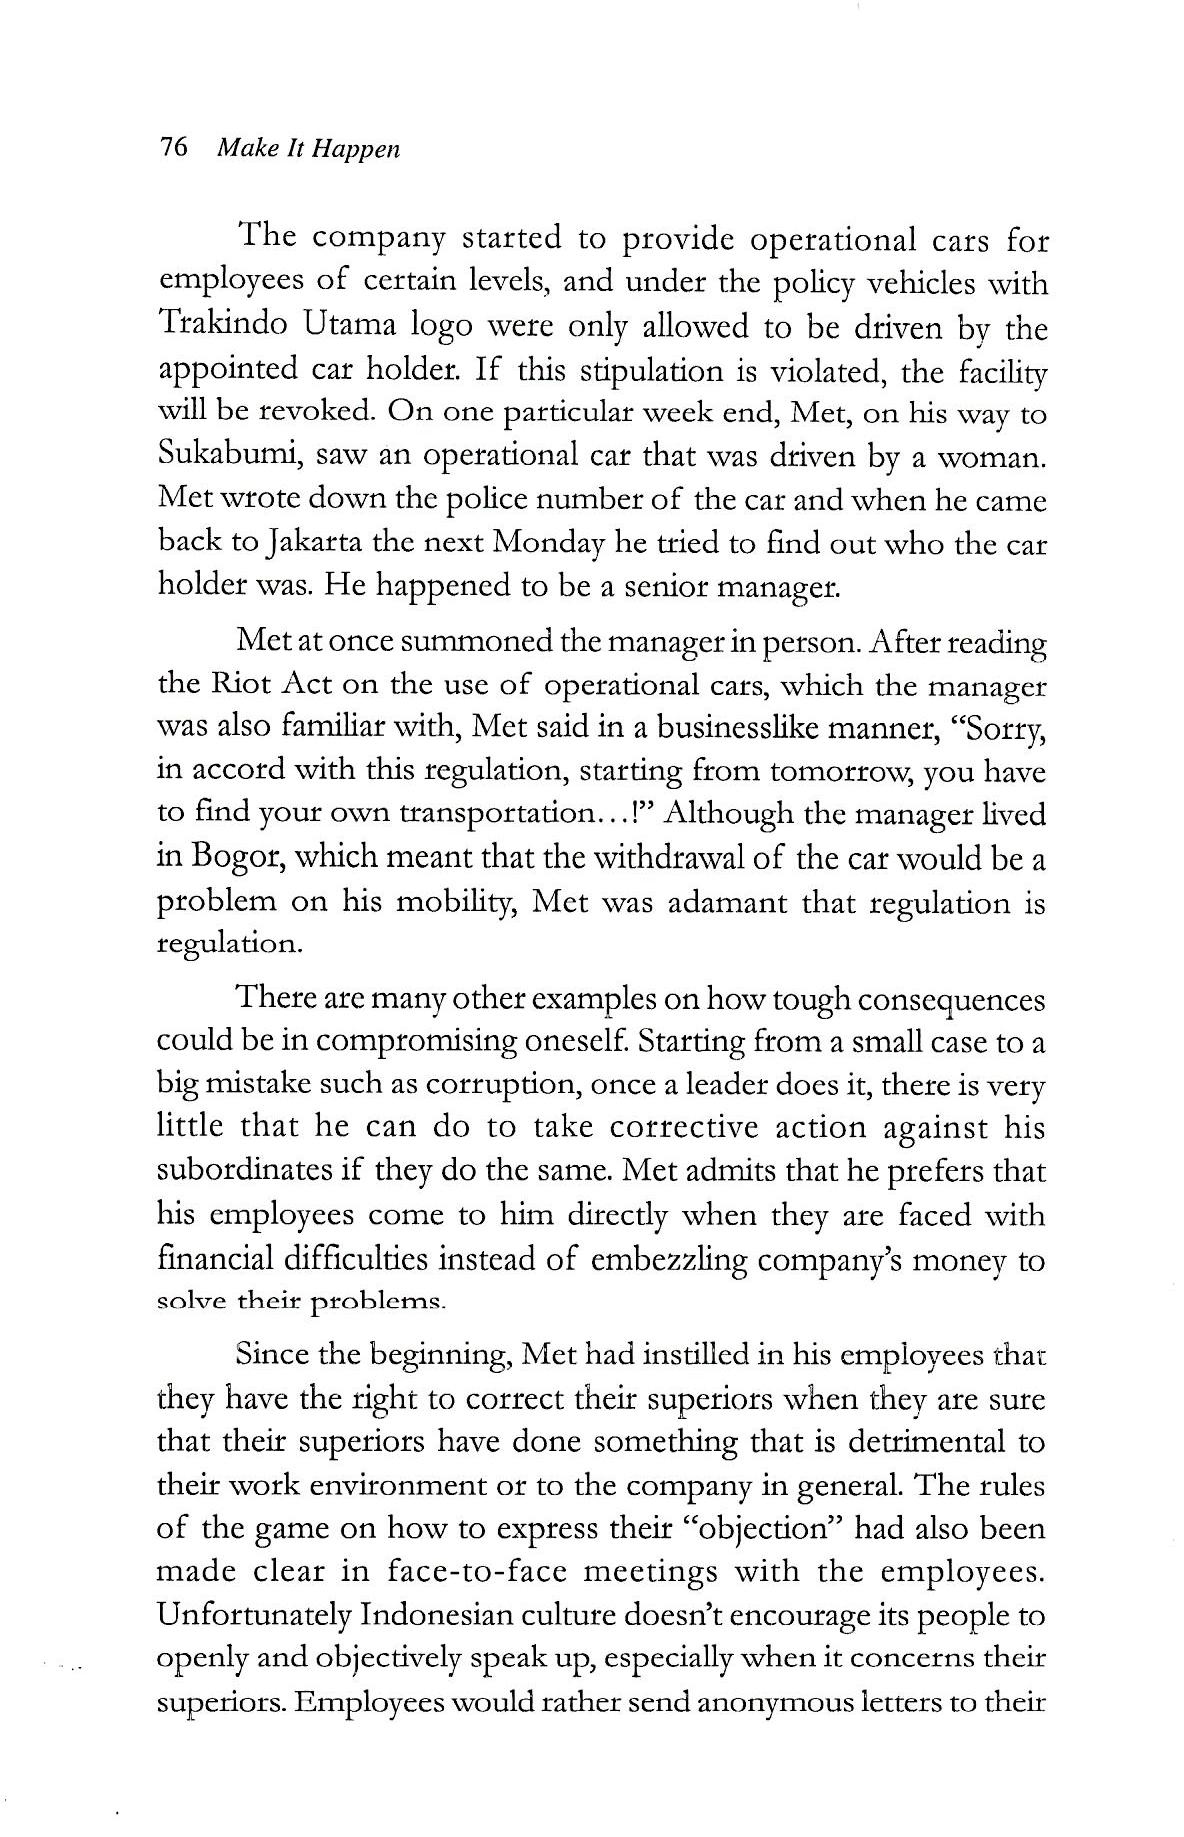 76 Make It Happen
The company started to provide operational cars for
employees of certain levels, and under the policy vehicles with
Trakindo Utama logo were only allowed to be driven by the
appointed car holder. If this stipulation is violated, the facility
will be revoked. On one particular week end, Met, on his way to
Sukabumi, saw an operational car that was driven by a woman.
Met wrote down the police number of the car and when he came
back to Jakarta the next Monday he tried to find out who the car
holder was. He happened to be a senior manager.
Met at once summoned the manager in person. After reading
the Riot Act on the use of operational cars, which the manager
was also familiar with, Met said in a businesslike manner, “Sorry,
in accord with this regulation, starting from tomorrow, you have
to find your own transportation...!” Although the manager lived
in Bogor, which meant that the withdrawal of the car would be a
problem on his mobility, Met was adamant that regulation is
regulation.
There are many other examples on how tough consequences
could be in compromising oneself. Starting from a small case to a
big mistake such as corruption, once a leader does it, there is very
little that he can do to take corrective action against his
subordinates if they do the same. Met admits that he prefers that
his employees come to him directly when they are faced with
financial difficulties instead of embezzling company’s money to
solve their problems.
Since the beginning, Met had instilled in his employees that
they have the right to correct their superiors when they are sure
that their superiors have done something that is detrimental to
their work environment or to the company in general. The rules
of the game on how to express their “objection” had also been
made clear in face-to-face meetings with the employees.
Unfortunately Indonesian culture doesn’t encourage its people to
openly and objectively speak up, especially when it concerns their
superiors. Employees would rather send anonymous letters to their